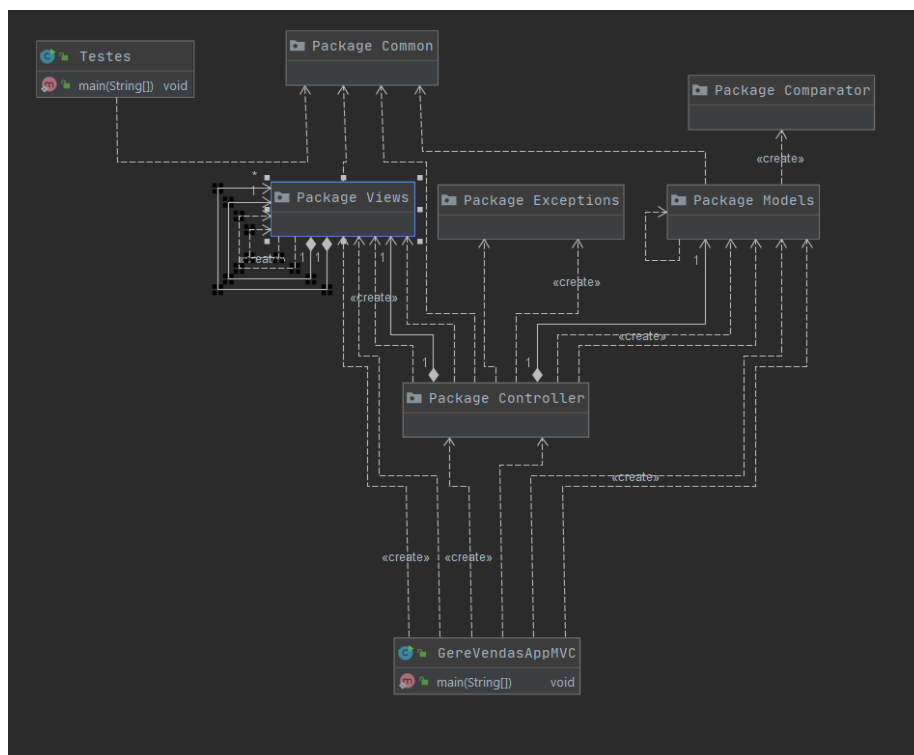 Package Common
Testes
main(String[]) void
Package Comparator
«create»
*
Package Views
Package Exceptions
Package Models
1
1
1
1
«create»
«create»
«create»
1
1
Package Controller
«create»
«create»
«create»
GereVendasAppMVC
main(String[]) void